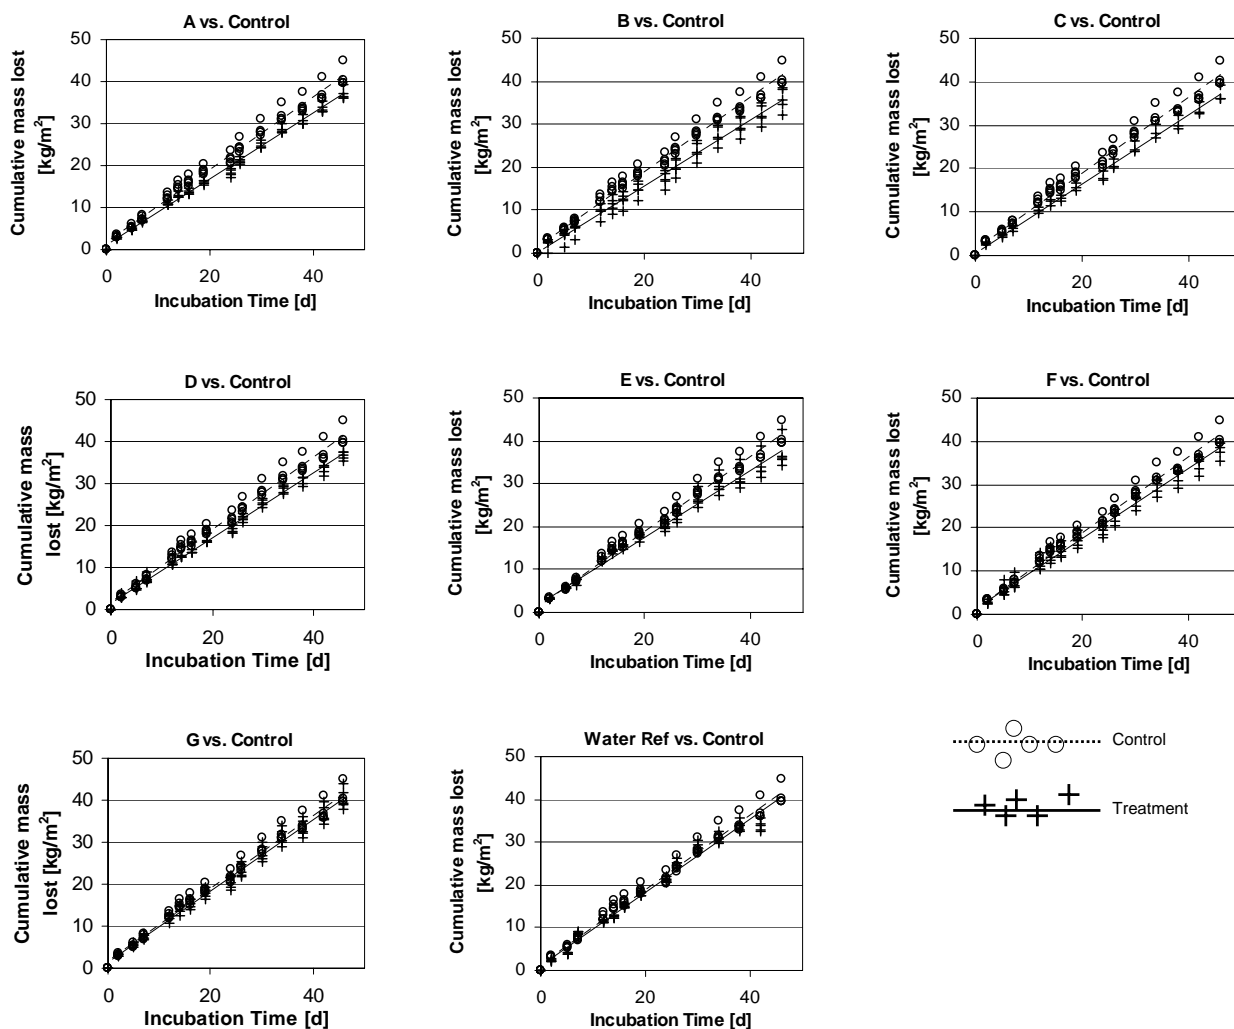 A vs. Control
50
40
30
20
10
0
0 20 40
Cumulative mass lost
[kg/m²]
Incubation Time [d]
B vs. Control
50
40
30
20
10
0
0 20 40
Cumulative mass lost
[kg/m²]
Incubation Time [d]
C vs. Control
50
40
30
20
10
0
0 20 40
Cumulative mass lost
[kg/m²]
Incubation Time [d]
D vs. Control
50
40
30
20
10
0
0 20 40
Cumulative mass
lost [kg/m²]
Incubation Time [d]
E vs. Control
50
40
30
20
10
0
0 20 40
Cumulative mass lost
[kg/m²]
Incubation Time [d]
F vs. Control
50
40
30
20
10
0
0 20 40
Cumulative mass lost
[kg/m²]
Incubation Time [d]
G vs. Control
50
40
30
20
10
0
0 20 40
Cumulative mass
lost [kg/m²]
Incubation Time [d]
Water Ref vs. Control
50
40
30
20
10
0
0 20 40
Cumulative mass lost
[kg/m²]
Incubation Time [d]
Control
Treatment